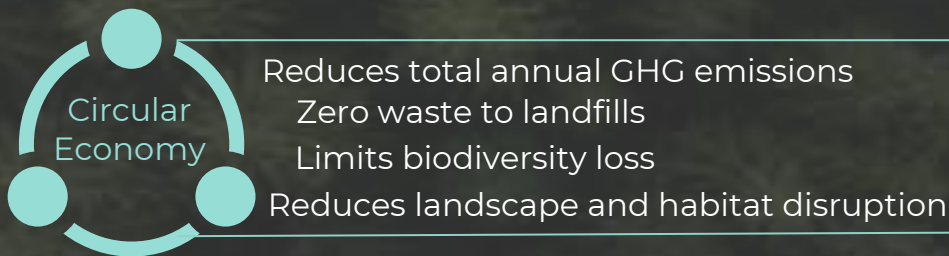 Circular
Economy
Reduces total annual GHG emissions
Zero waste to landfills
Limits biodiversity loss
Reduces landscape and habitat disruption